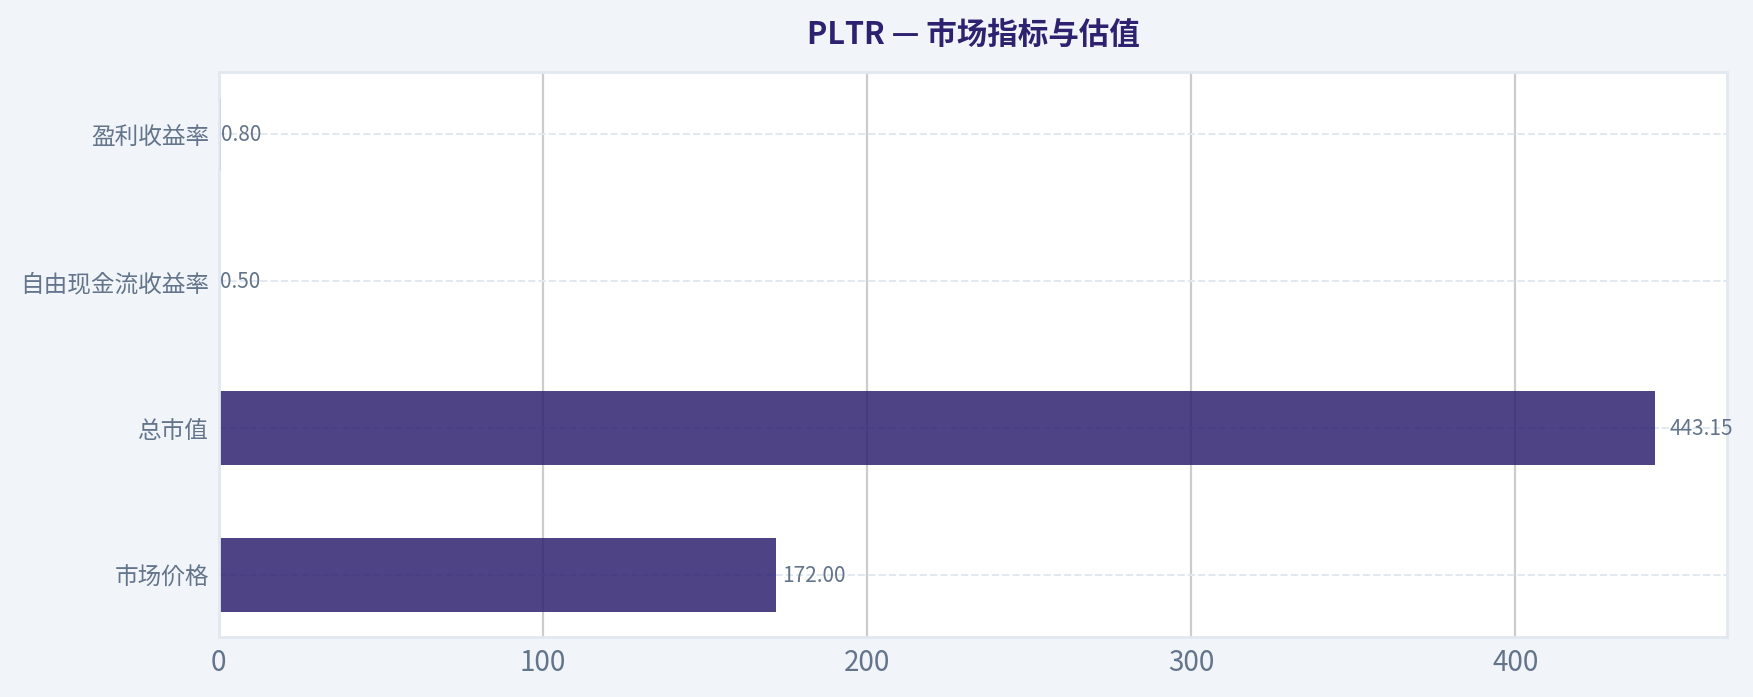 PLTR — 市场指标与估值
盈利收益率 0.80
自由现金流收益率 0.50
总市值 443.15
市场价格 172.00
0 100 200 300 400